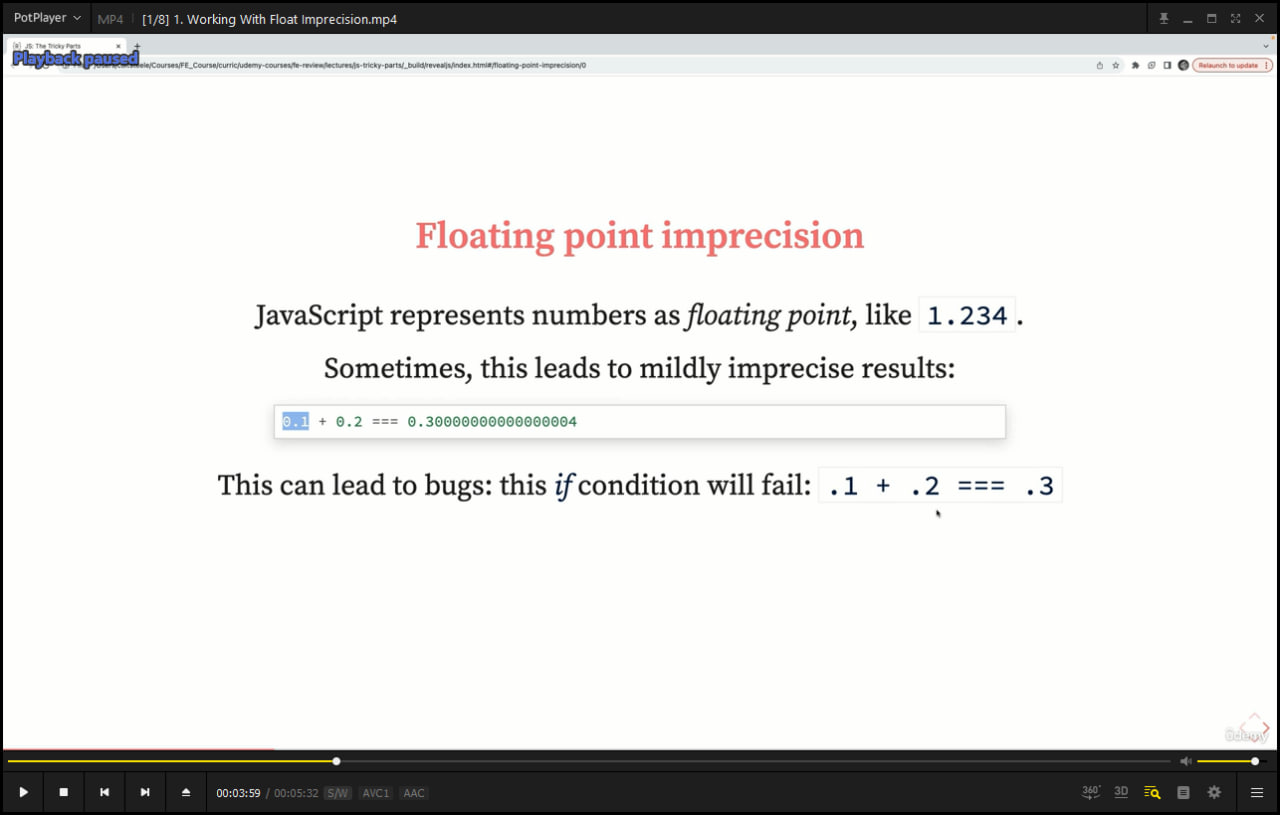 PotPlayer
MP4
[1/8] 1. Working With Float Imprecision.mp4
JS: The Tricky Parts
Playback paused
/Courses/FE_Course/curric/udemy-courses/fe-review/lectures/js-tricky-parts/_build/revealjs/index.html#/floating-point-imprecision/0
Relaunch to update
Floating point imprecision
JavaScript represents numbers as floating point, like 1.234.
Sometimes, this leads to mildly imprecise results:
0.1 + 0.2 === 0.30000000000000004
This can lead to bugs: this if condition will fail: .1 + .2 === .3
ûdemy
00:03:59 / 00:05:32 S/W AVC1 AAC
360°
3D